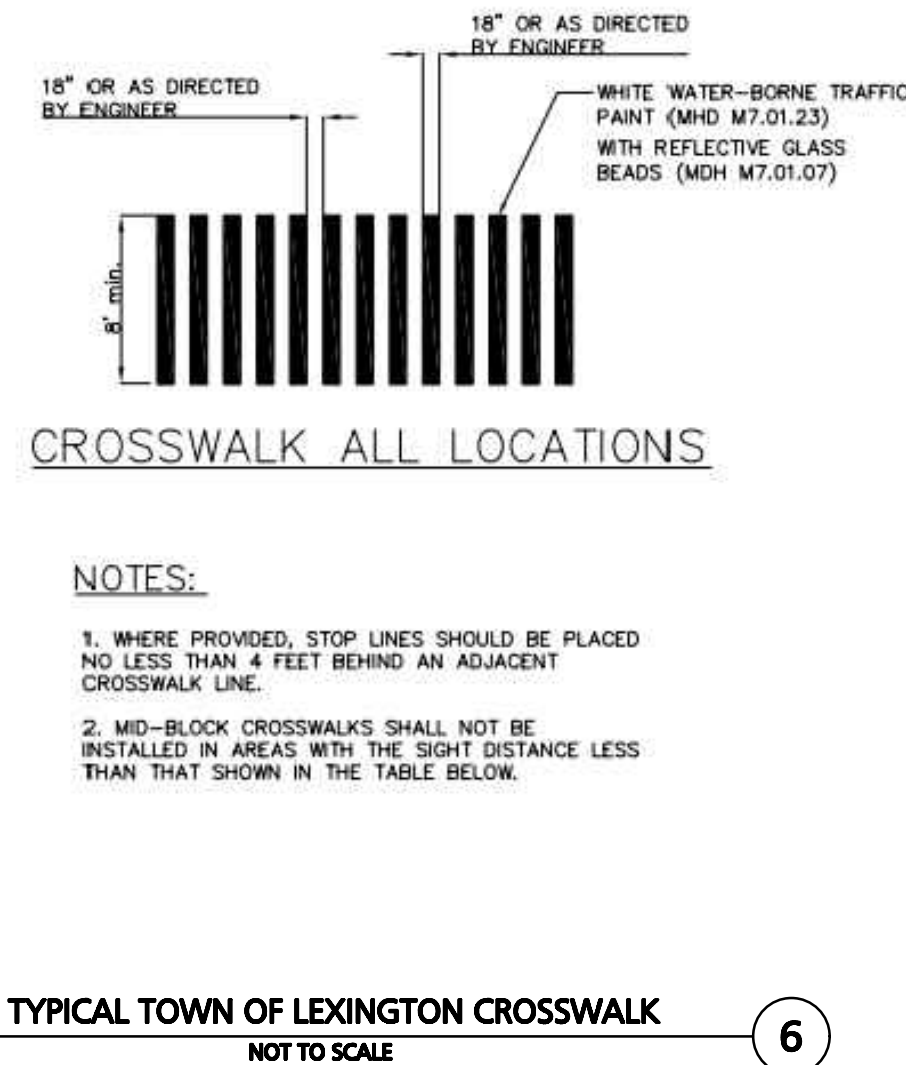 18" OR AS DIRECTED
BY ENGINEER
18" OR AS DIRECTED
BY ENGINEER
WHITE WATER-BORNE TRAFFIC
PAINT (MHD M7.01.23)
WITH REFLECTIVE GLASS
BEADS (MDH M7.01.07)
8' min.
CROSSWALK ALL LOCATIONS
NOTES:
1. WHERE PROVIDED, STOP LINES SHOULD BE PLACED
NO LESS THAN 4 FEET BEHIND AN ADJACENT
CROSSWALK LINE.
2. MID-BLOCK CROSSWALKS SHALL NOT BE
INSTALLED IN AREAS WITH THE SIGHT DISTANCE LESS
THAN THAT SHOWN IN THE TABLE BELOW.
TYPICAL TOWN OF LEXINGTON CROSSWALK
NOT TO SCALE
6